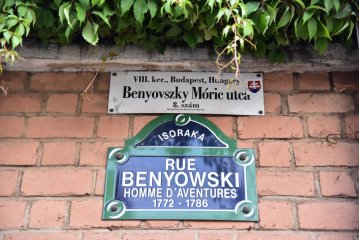 VIII. ker., Budapest, Hungary
Benyovszky Móric utca
8. szám
ISORAKA
RUE
BENYOWSKI
HOMME D'AVENTURES
1772 - 1786